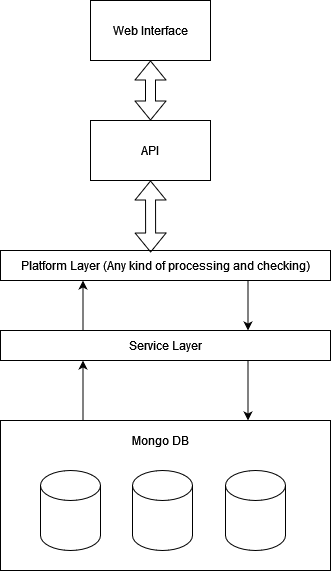 Web Interface
API
Platform Layer (Any kind of processing and checking)
Service Layer
Mongo DB